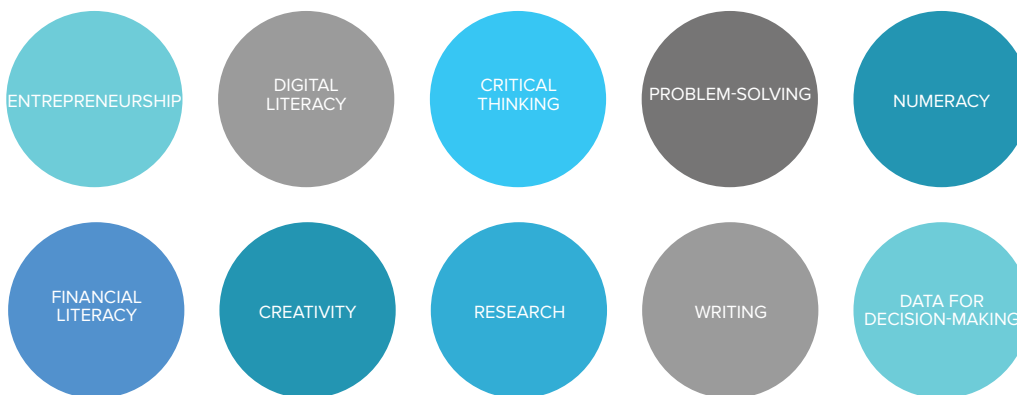 ENTREPRENEURSHIP
DIGITAL
LITERACY
CRITICAL
THINKING
PROBLEM-SOLVING
NUMERACY
FINANCIAL
LITERACY
CREATIVITY
RESEARCH
WRITING
DATA FOR
DECISION-MAKING